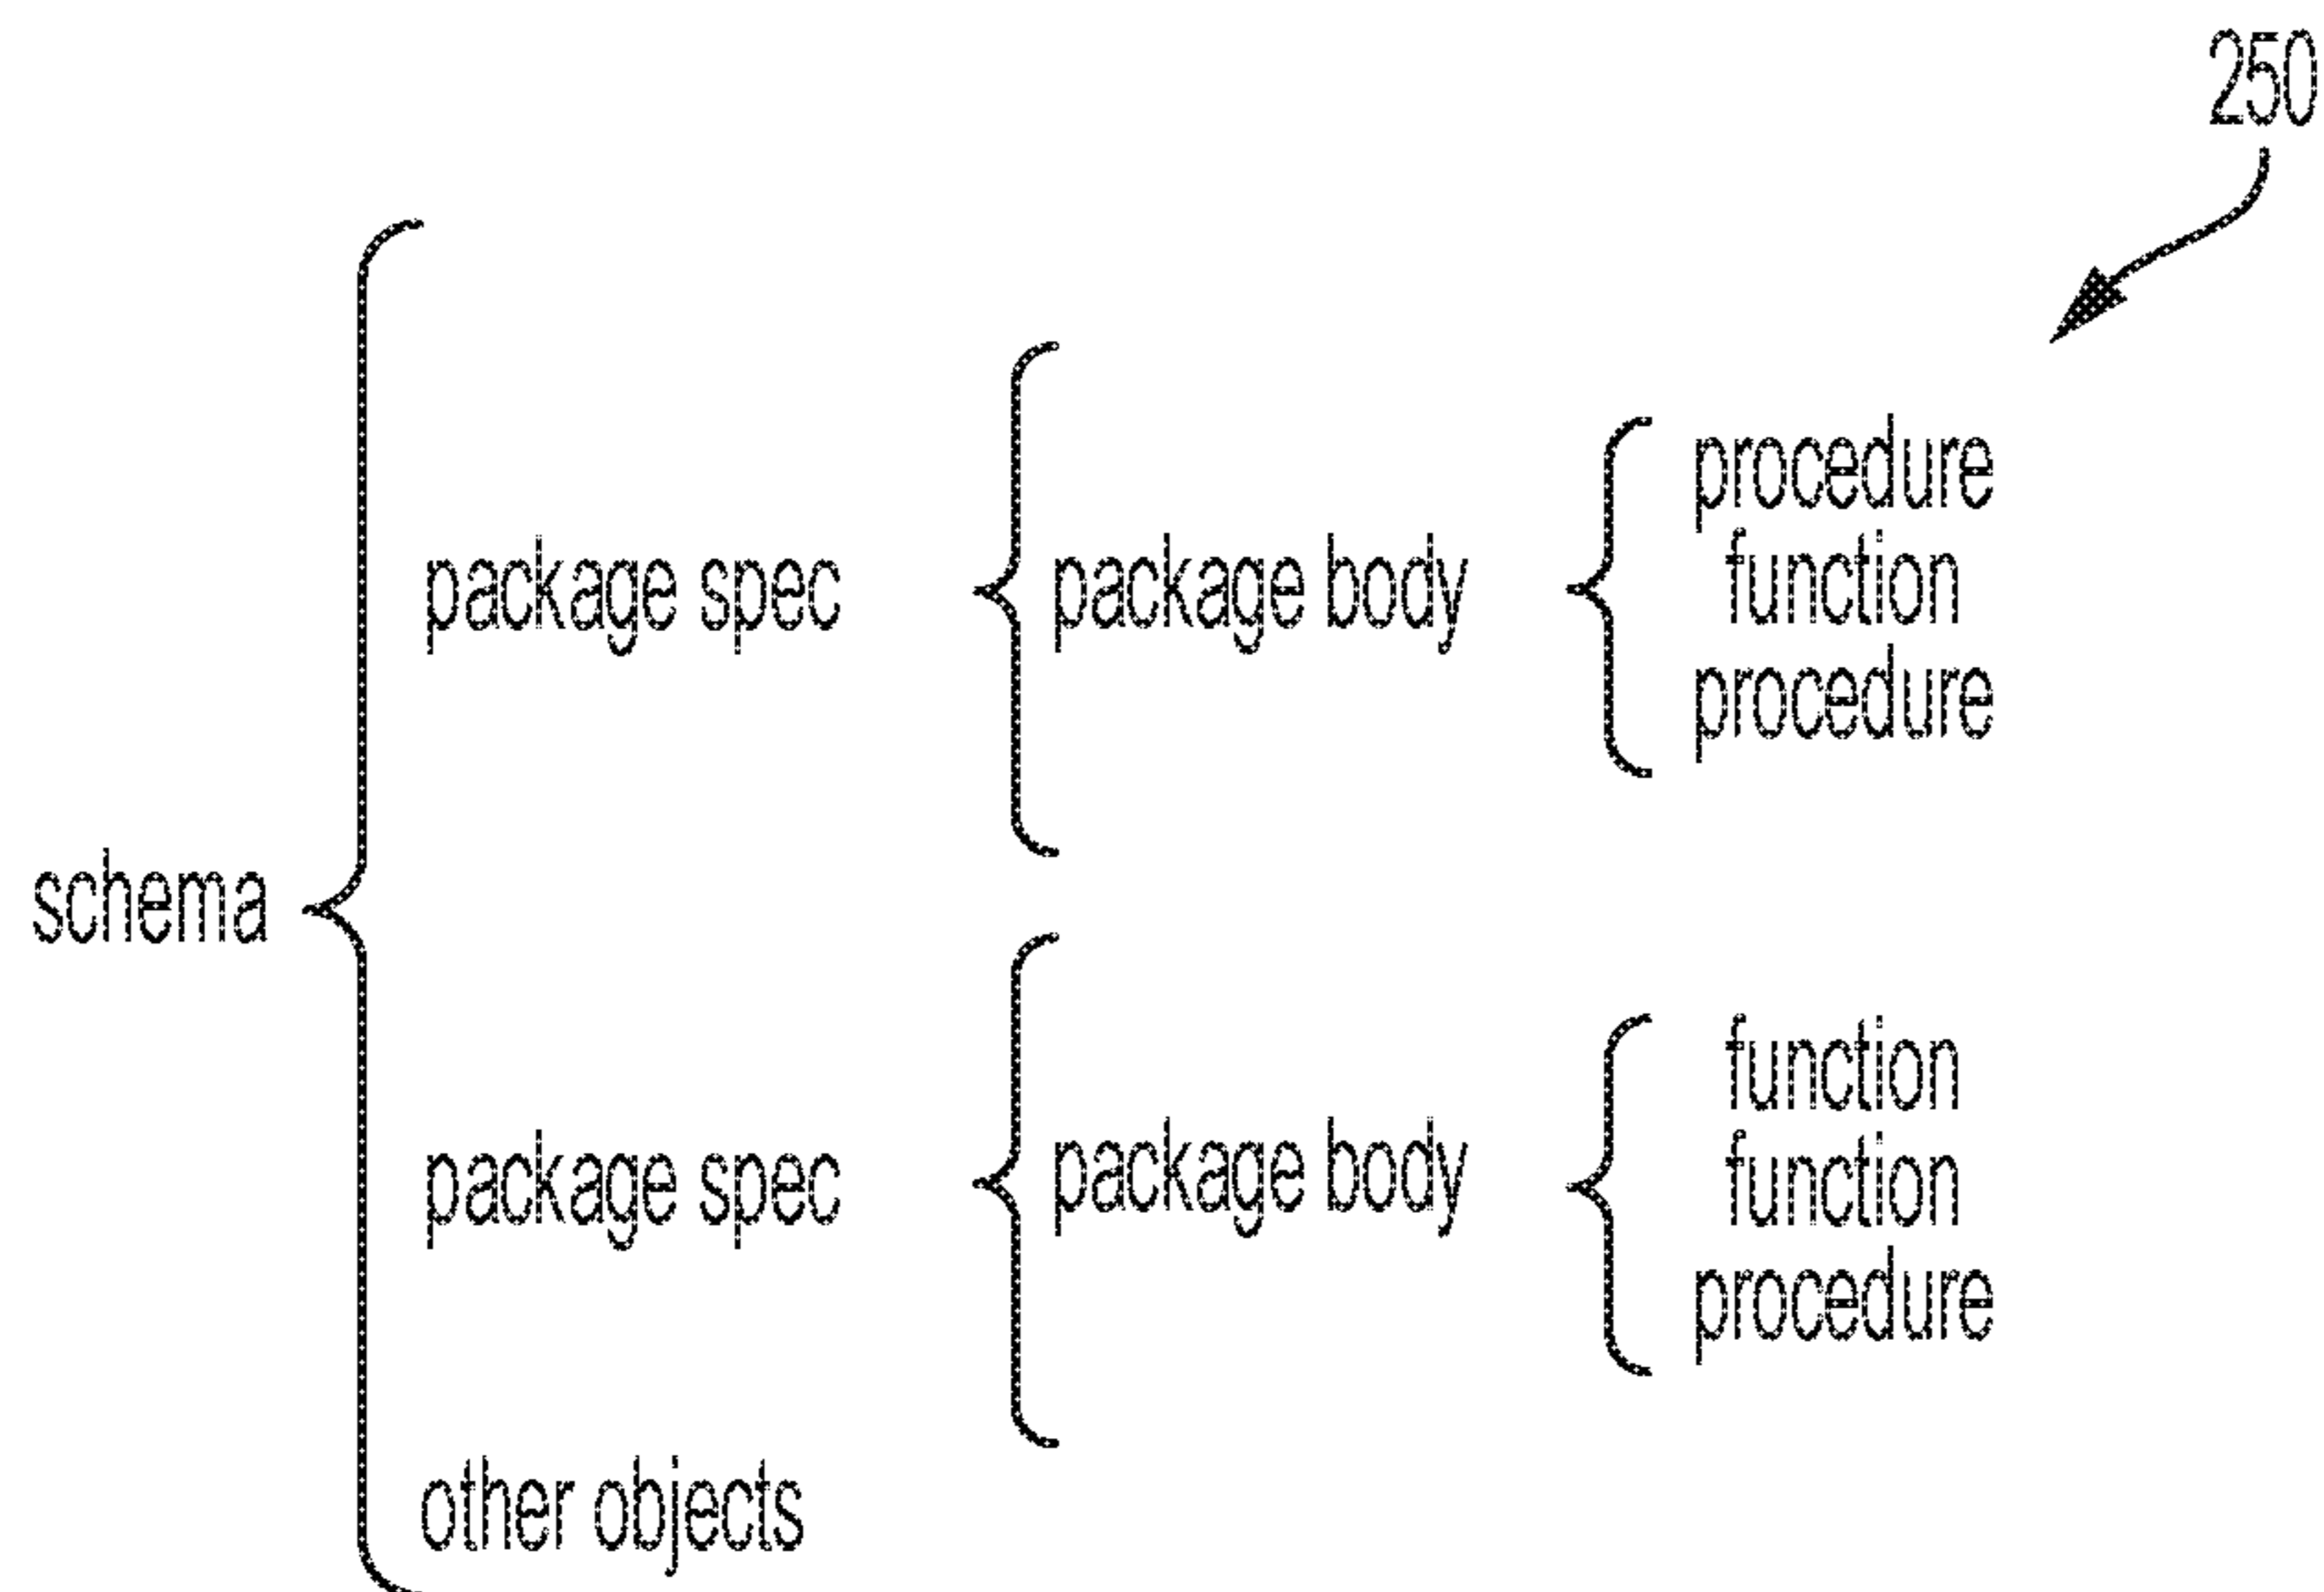 250
procedure
package spec
package body
function
procedure
schema
function
package spec
package body
function
procedure
other objects